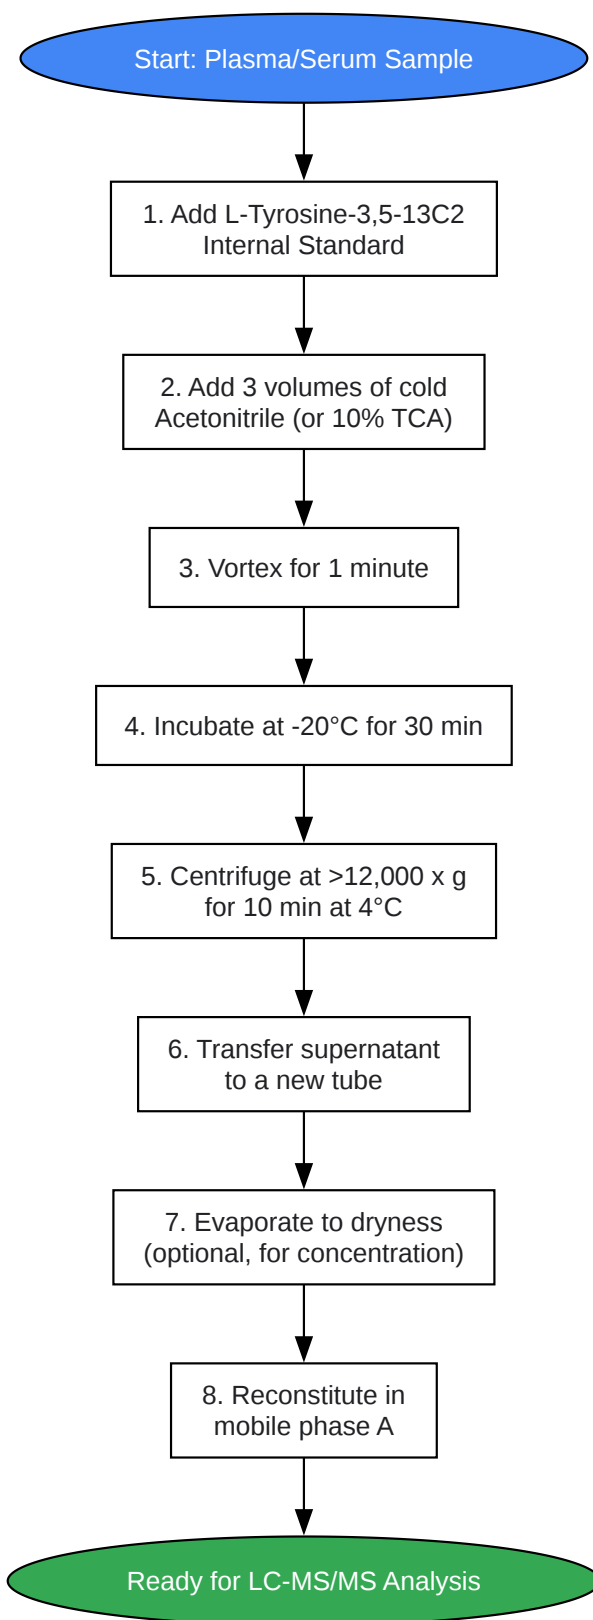 Start: Plasma/Serum Sample
1. Add L-Tyrosine-3,5-13C2
Internal Standard
2. Add 3 volumes of cold
Acetonitrile (or 10% TCA)
3. Vortex for 1 minute
4. Incubate at -20°C for 30 min
5. Centrifuge at >12,000 x g
for 10 min at 4°C
6. Transfer supernatant
to a new tube
7. Evaporate to dryness
(optional, for concentration)
8. Reconstitute in
mobile phase A
Ready for LC-MS/MS Analysis